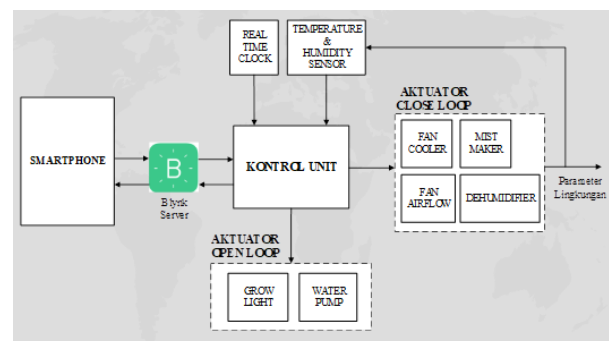 REAL
TIME
CLOCK
TEMPERATURE
&
HUMIDITY
SENSOR
AKTUATOR
CLOSE LOOP
FAN
COOLER
MIST
MAKER
FAN
AIRFLOW
DEHUMIDIFIER
Parameter
Lingkungan
SMARTPHONE
B
Blynk
Server
KONTROL UNIT
AKTUATOR
OPEN LOOP
GROW
LIGHT
WATER
PUMP